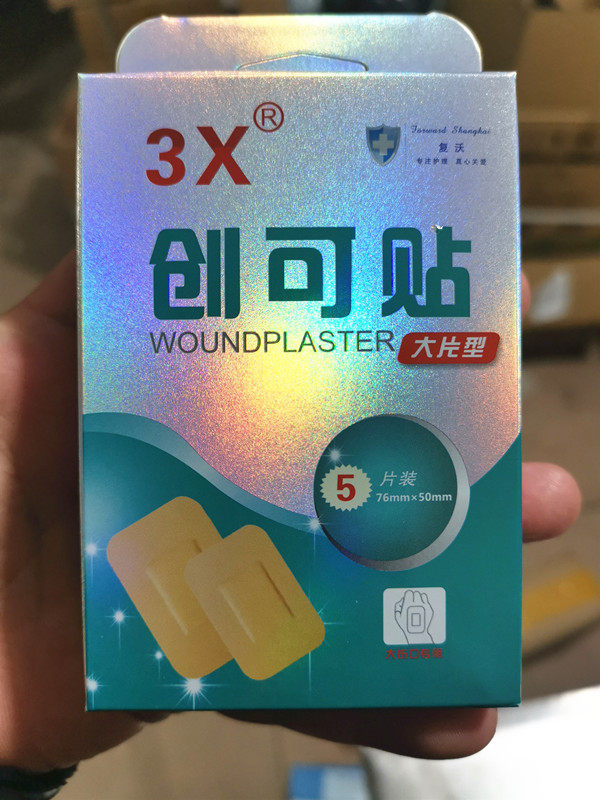 3X®
Forward Shanghai
复沃
专注护理 真心关爱
创可贴
WOUNDPLASTER
大片型
5
片装
76mm×50mm